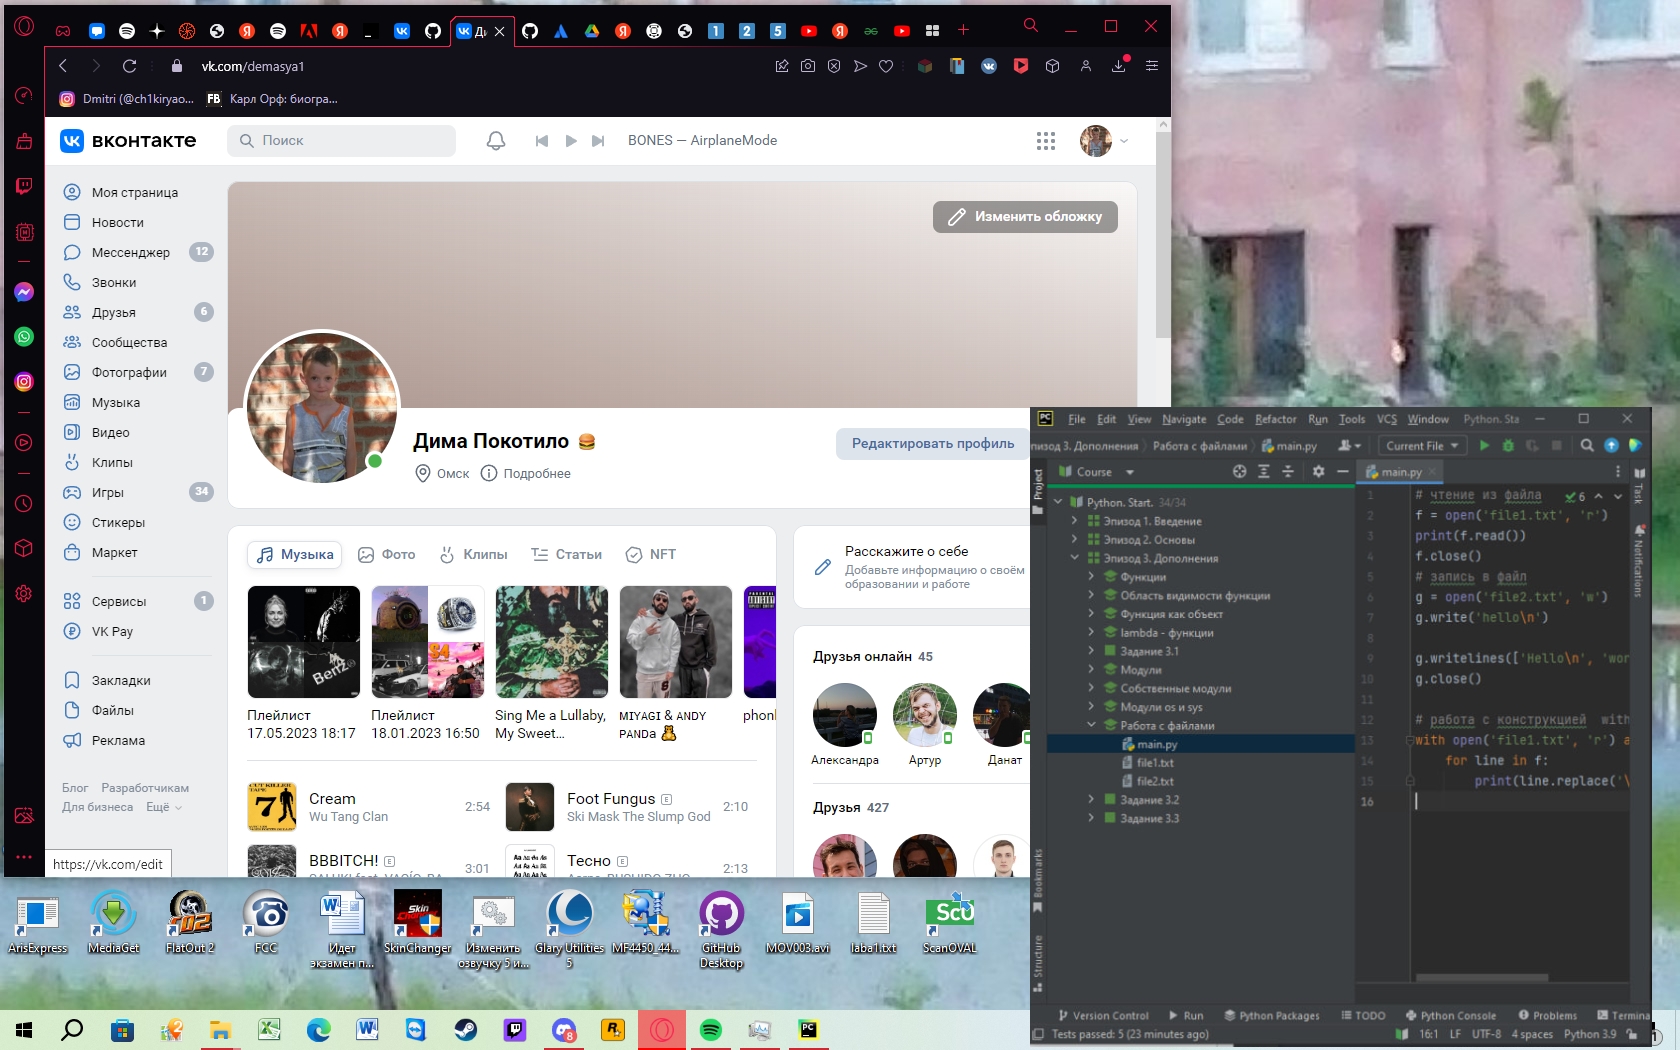 Ди
1
2
5
vk.com/demasya1
Dmitri (@ch1kiryao...
FB
Карл Орф: биогра...
вконтакте
Поиск
BONES — AirplaneMode
Моя страница
Новости
Мессенджер 12
Звонки
Друзья 6
Сообщества
Фотографии 7
Музыка
Видео
Клипы
Игры 34
Стикеры
Маркет
Сервисы 1
VK Pay
Закладки
Файлы
Реклама
Блог Разработчикам
Для бизнеса Ещё
https://vk.com/edit
Изменить обложку
Дима Покотило
Редактировать профиль
Омск Подробнее
Музыка Фото Клипы Статьи NFT
Плейлист
17.05.2023 18:17
Плейлист
18.01.2023 16:50
Sing Me a Lullaby,
My Sweet...
MIYAGI & ANDY
PANDA
phonl
Cream
Wu Tang Clan
2:54
Foot Fungus E
Ski Mask The Slump God
2:10
BBBITCH! E
3:01
Тесно E
2:13
Расскажите о себе
Добавьте информацию о своём
образовании и работе
Друзья онлайн 45
Александра
Артур
Данат
Друзья 427
PC
File Edit View Navigate Code Refactor Run Tools VCS Window Python. Sta
пизод 3. Дополнения
Работа с файлами
main.py
Current File
Project
Course
main.py
Task
Notifications
Python. Start. 34/34
Эпизод 1. Введение
Эпизод 2. Основы
Эпизод 3. Дополнения
Функции
Область видимости функции
Функция как объект
lambda - функции
Задание 3.1
Модули
Собственные модули
Модули os и sys
Работа с файлами
main.py
file1.txt
file2.txt
Задание 3.2
Задание 3.3
Bookmarks
Structure
6
1 # чтение из файла
2 f = open('file1.txt', 'r')
3 print(f.read())
4 f.close()
5 # запись в файл
6 g = open('file2.txt', 'w')
7 g.write('hello\n')
8
9 g.writelines(['Hello\n', 'wor
10 g.close()
11
12 # работа с конструкцией with
13 with open('file1.txt', 'r') a
14 for line in f:
15 print(line.replace('\
16
Version Control Run Python Packages TODO Python Console Problems Termina
Tests passed: 5 (23 minutes ago)
16:1 LF UTF-8 4 spaces Python 3.9
ArisExpress
MediaGet
FlatOut 2
FCC
Идет
экзамен п...
SkinChanger
Изменить
озвучку 5 и...
Glary Utilities
5
MF4450_44...
GitHub
Desktop
MOV003.avi
laba1.txt
ScanOVAL